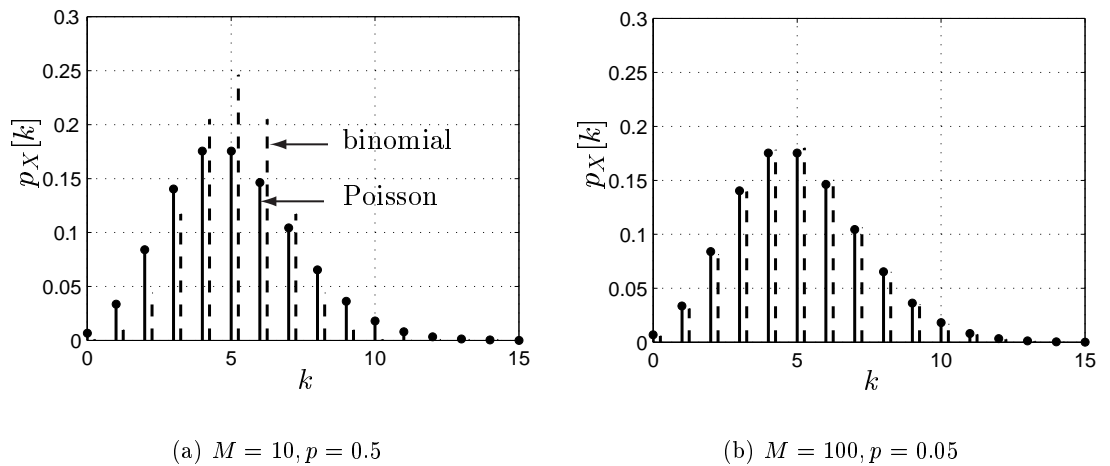 0.3
0.25
0.2
0.15
0.1
0.05
0
p_X[k]
binomial
Poisson
0 5 10 15
k
(a) M = 10, p = 0.5
0.3
0.25
0.2
0.15
0.1
0.05
0
p_X[k]
0 5 10 15
k
(b) M = 100, p = 0.05